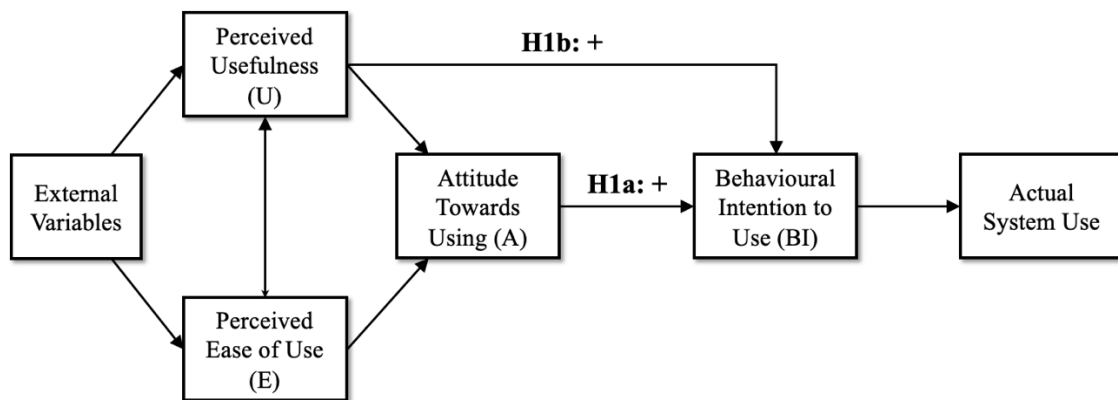 External
Variables
Perceived
Usefulness
(U)
Perceived
Ease of Use
(E)
Attitude
Towards
Using (A)
H1b: +
H1a: +
Behavioural
Intention to
Use (BI)
Actual
System Use